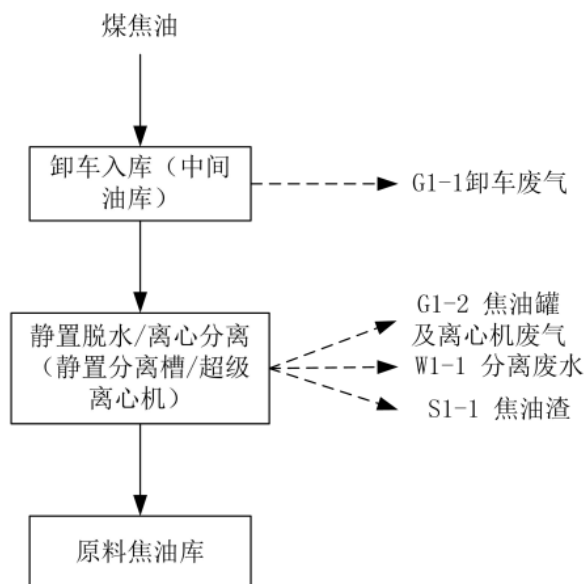 煤焦油
卸车入库（中间
油库）
G1-1卸车废气
静置脱水/离心分离
（静置分离槽/超级
离心机）
G1-2 焦油罐
及离心机废气
W1-1 分离废水
S1-1 焦油渣
原料焦油库